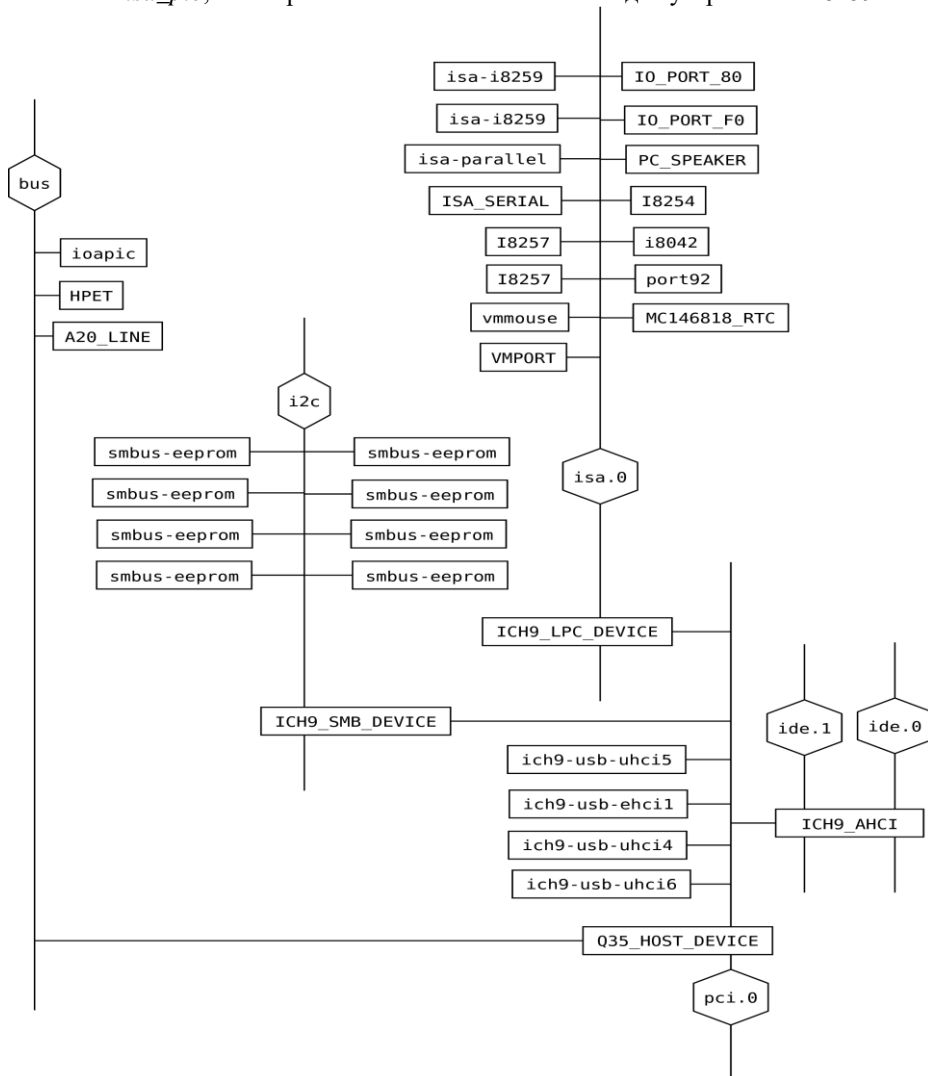 isa-i8259 IO_PORT_80
isa-i8259 IO_PORT_F0
isa-parallel PC_SPEAKER
bus
ISA_SERIAL I8254
I8257 i8042
ioapic
I8257 port92
HPET
vmmouse MC146818_RTC
A20_LINE
VMPORT
i2c
smbus-eeprom smbus-eeprom
isa.0
smbus-eeprom smbus-eeprom
smbus-eeprom smbus-eeprom
smbus-eeprom smbus-eeprom
ICH9_LPC_DEVICE
ICH9_SMB_DEVICE
ide.1 ide.0
ich9-usb-uhci5
ich9-usb-ehci1
ICH9_AHCI
ich9-usb-uhci4
ich9-usb-uhci6
Q35_HOST_DEVICE
pci.0